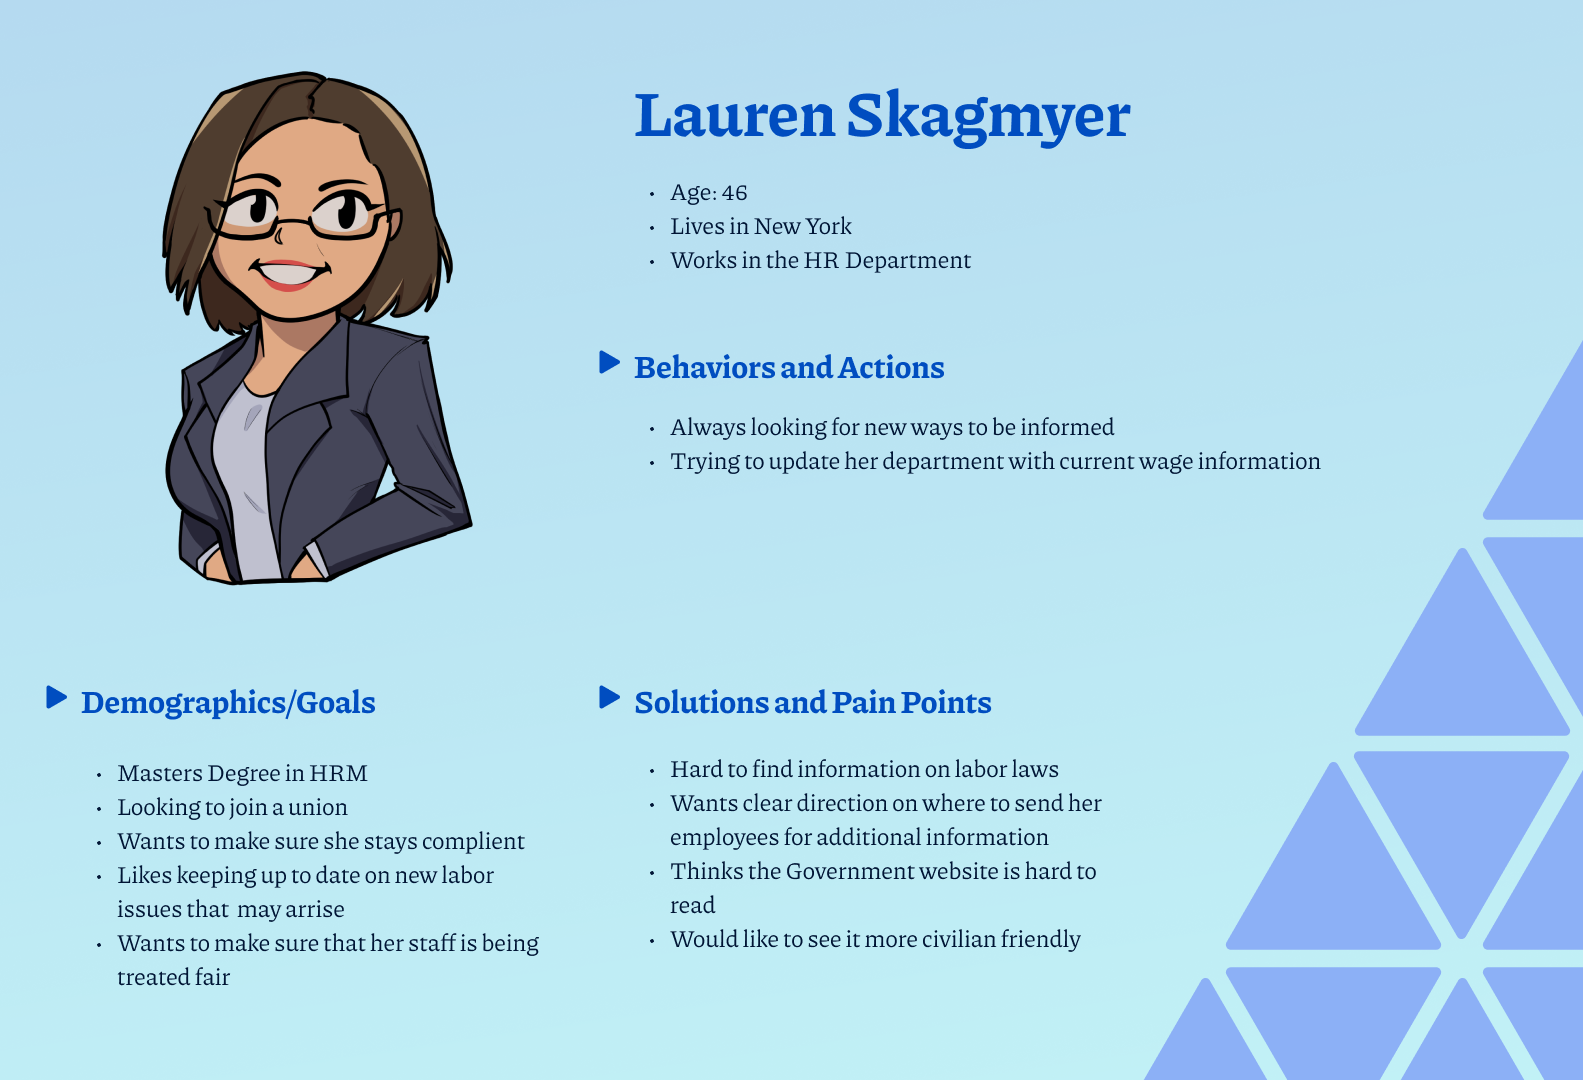 Lauren Skagmyer
• Age: 46
• Lives in New York
• Works in the HR Department
Behaviors and Actions
• Always looking for new ways to be informed
• Trying to update her department with current wage information
Demographics/Goals
• Masters Degree in HRM
• Looking to join a union
• Wants to make sure she stays complient
• Likes keeping up to date on new labor
issues that  may arrise
• Wants to make sure that her staff is being
treated fair
Solutions and Pain Points
• Hard to find information on labor laws
• Wants clear direction on where to send her
employees for additional information
• Thinks the Government website is hard to
read
• Would like to see it more civilian friendly